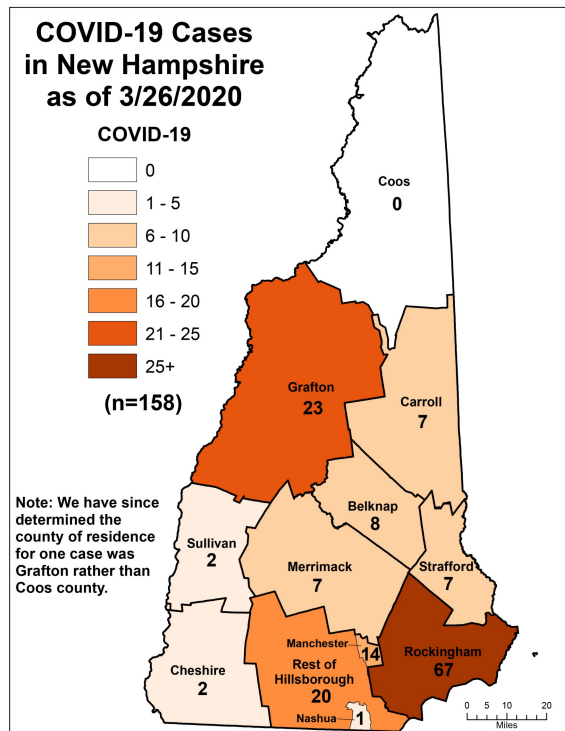 COVID-19 Cases
in New Hampshire
as of 3/26/2020
COVID-19
0
1 - 5
6 - 10
11 - 15
16 - 20
21 - 25
25+
(n=158)
Note: We have since
determined the
county of residence
for one case was
Grafton rather than
Coos county.
Coos
0
Grafton
23
Carroll
7
Belknap
8
Sullivan
2
Merrimack
7
Strafford
7
Manchester
14
Rockingham
67
Cheshire
2
Rest of
Hillsborough
20
Nashua
1
0 5 10 20
Miles